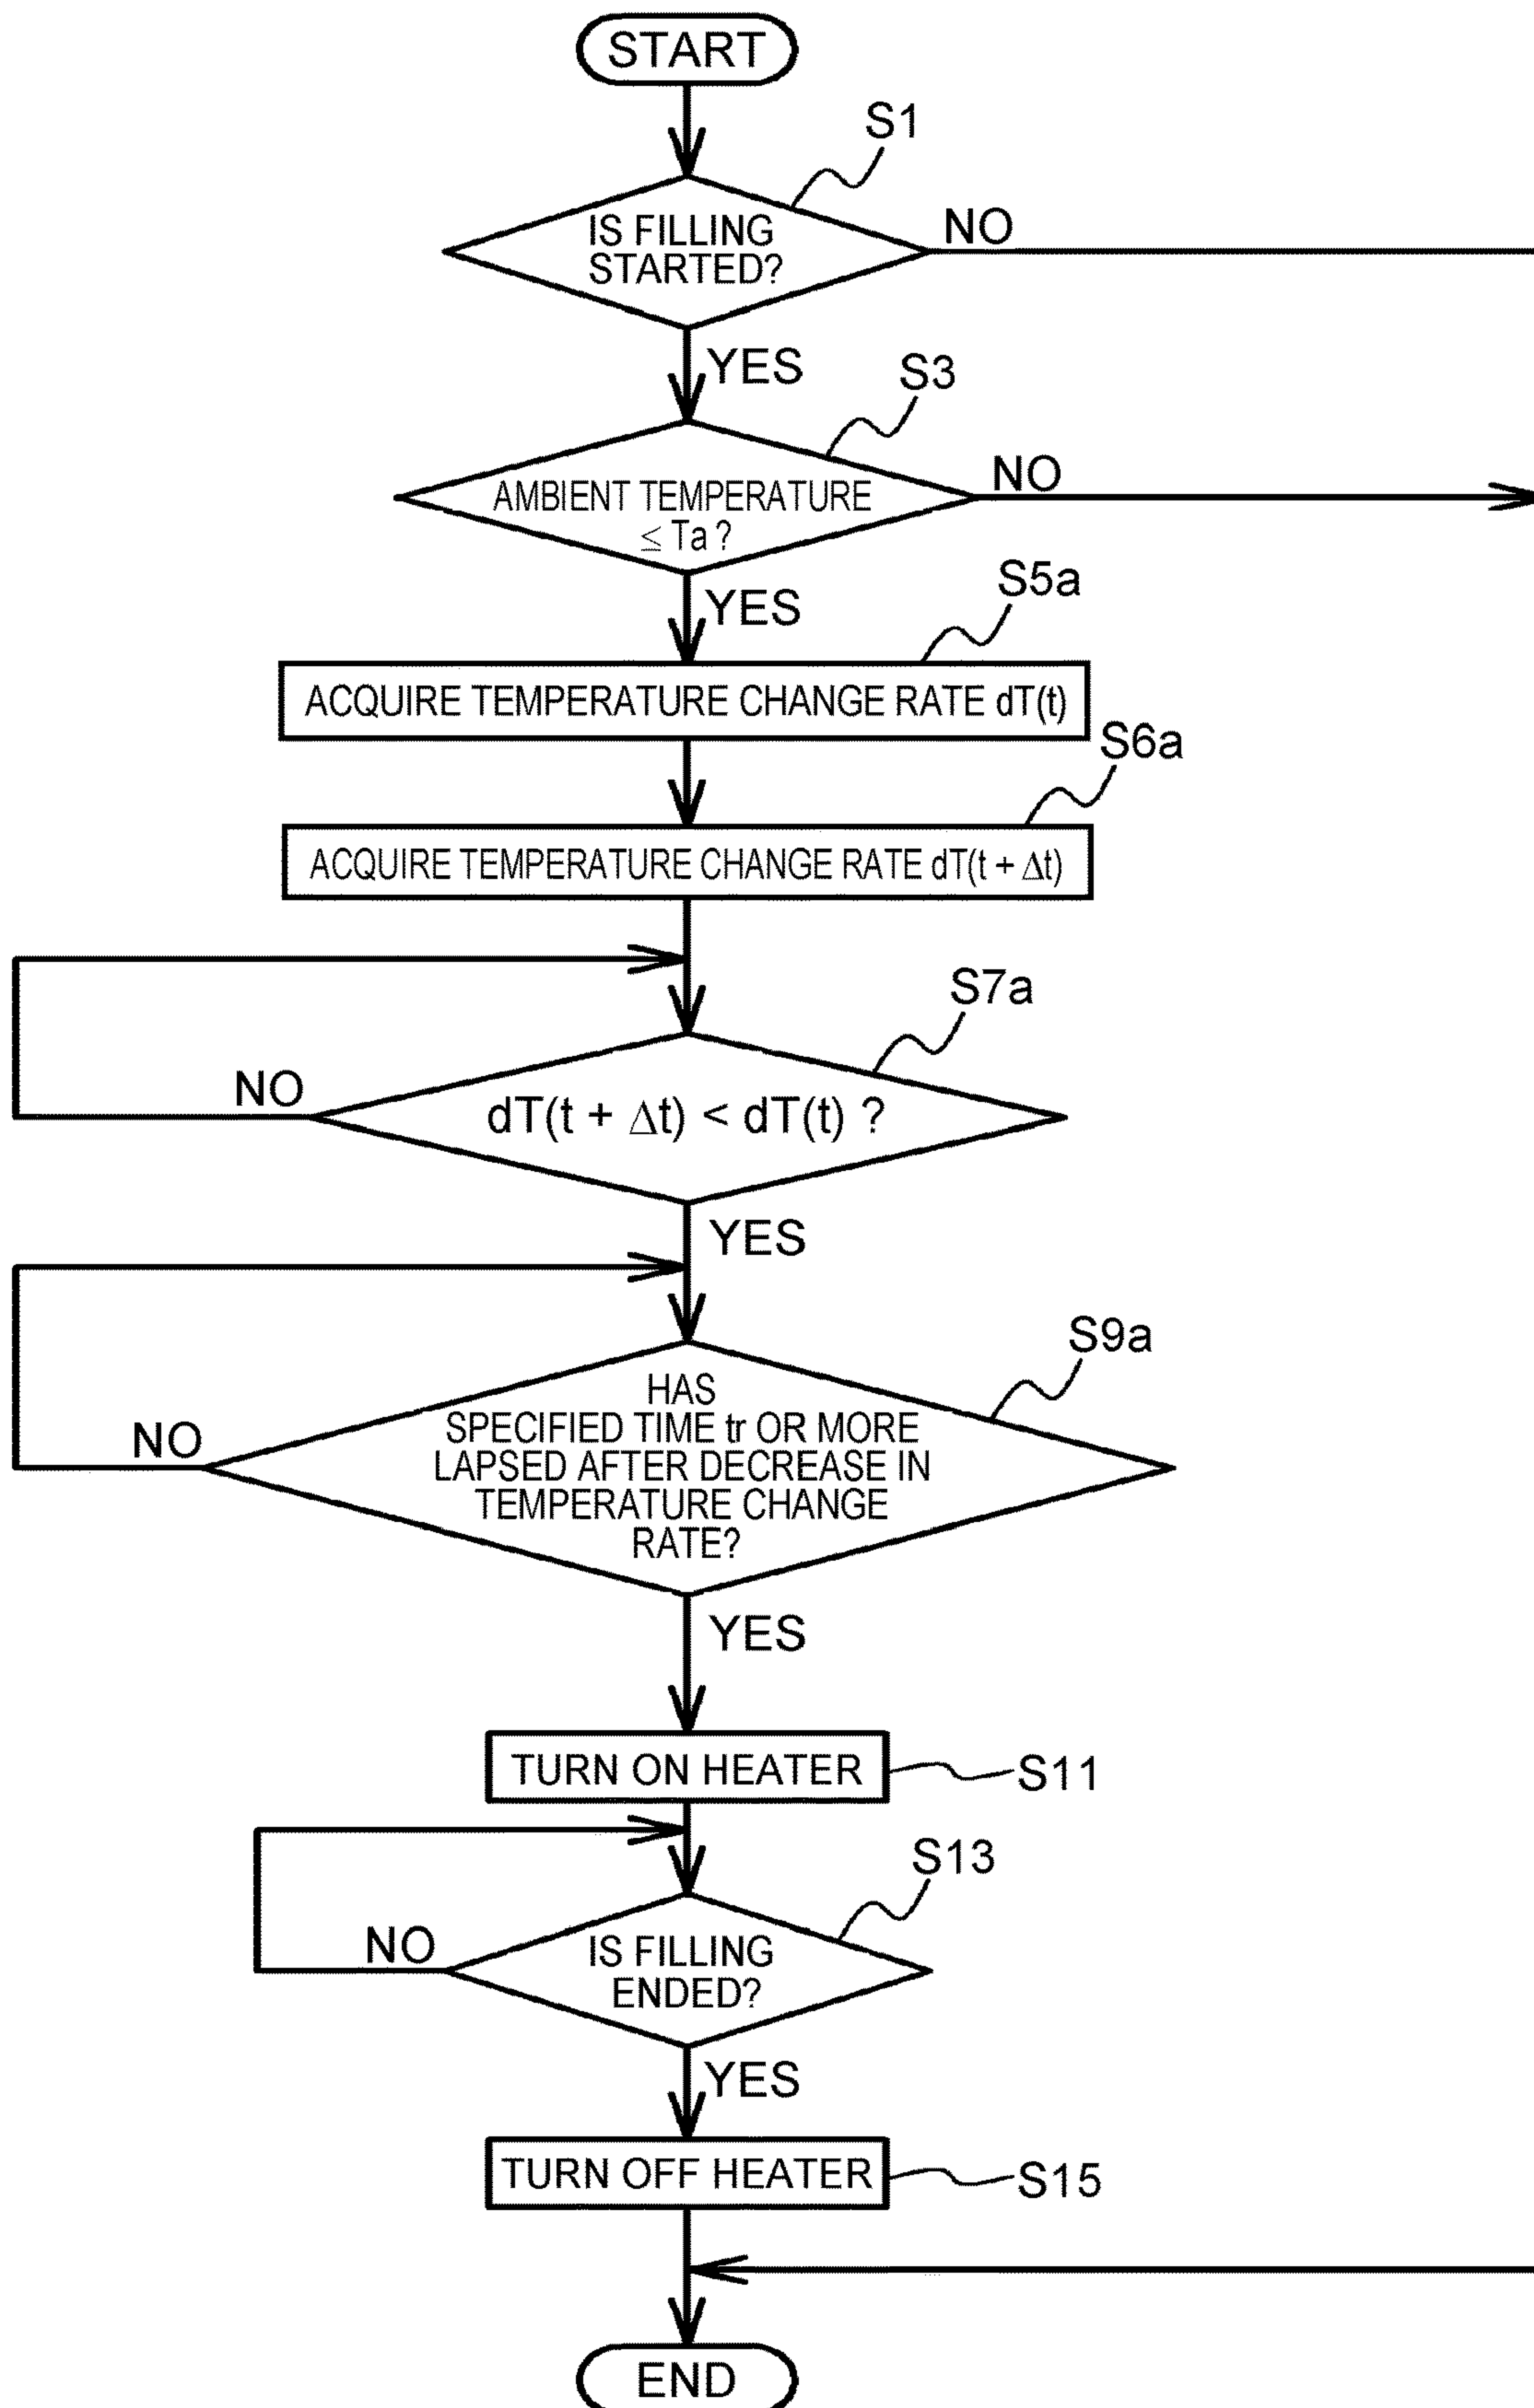 START
S1
IS FILLING
STARTED?
NO
YES
S3
AMBIENT TEMPERATURE
≤ Ta ?
NO
YES
S5a
ACQUIRE TEMPERATURE CHANGE RATE dT(t)
S6a
ACQUIRE TEMPERATURE CHANGE RATE dT(t + Δt)
S7a
NO
dT(t + Δt) < dT(t) ?
YES
S9a
HAS
NO
SPECIFIED TIME tr OR MORE
LAPSED AFTER DECREASE IN
TEMPERATURE CHANGE
RATE?
YES
TURN ON HEATER
S11
S13
NO
IS FILLING
ENDED?
YES
TURN OFF HEATER
S15
END